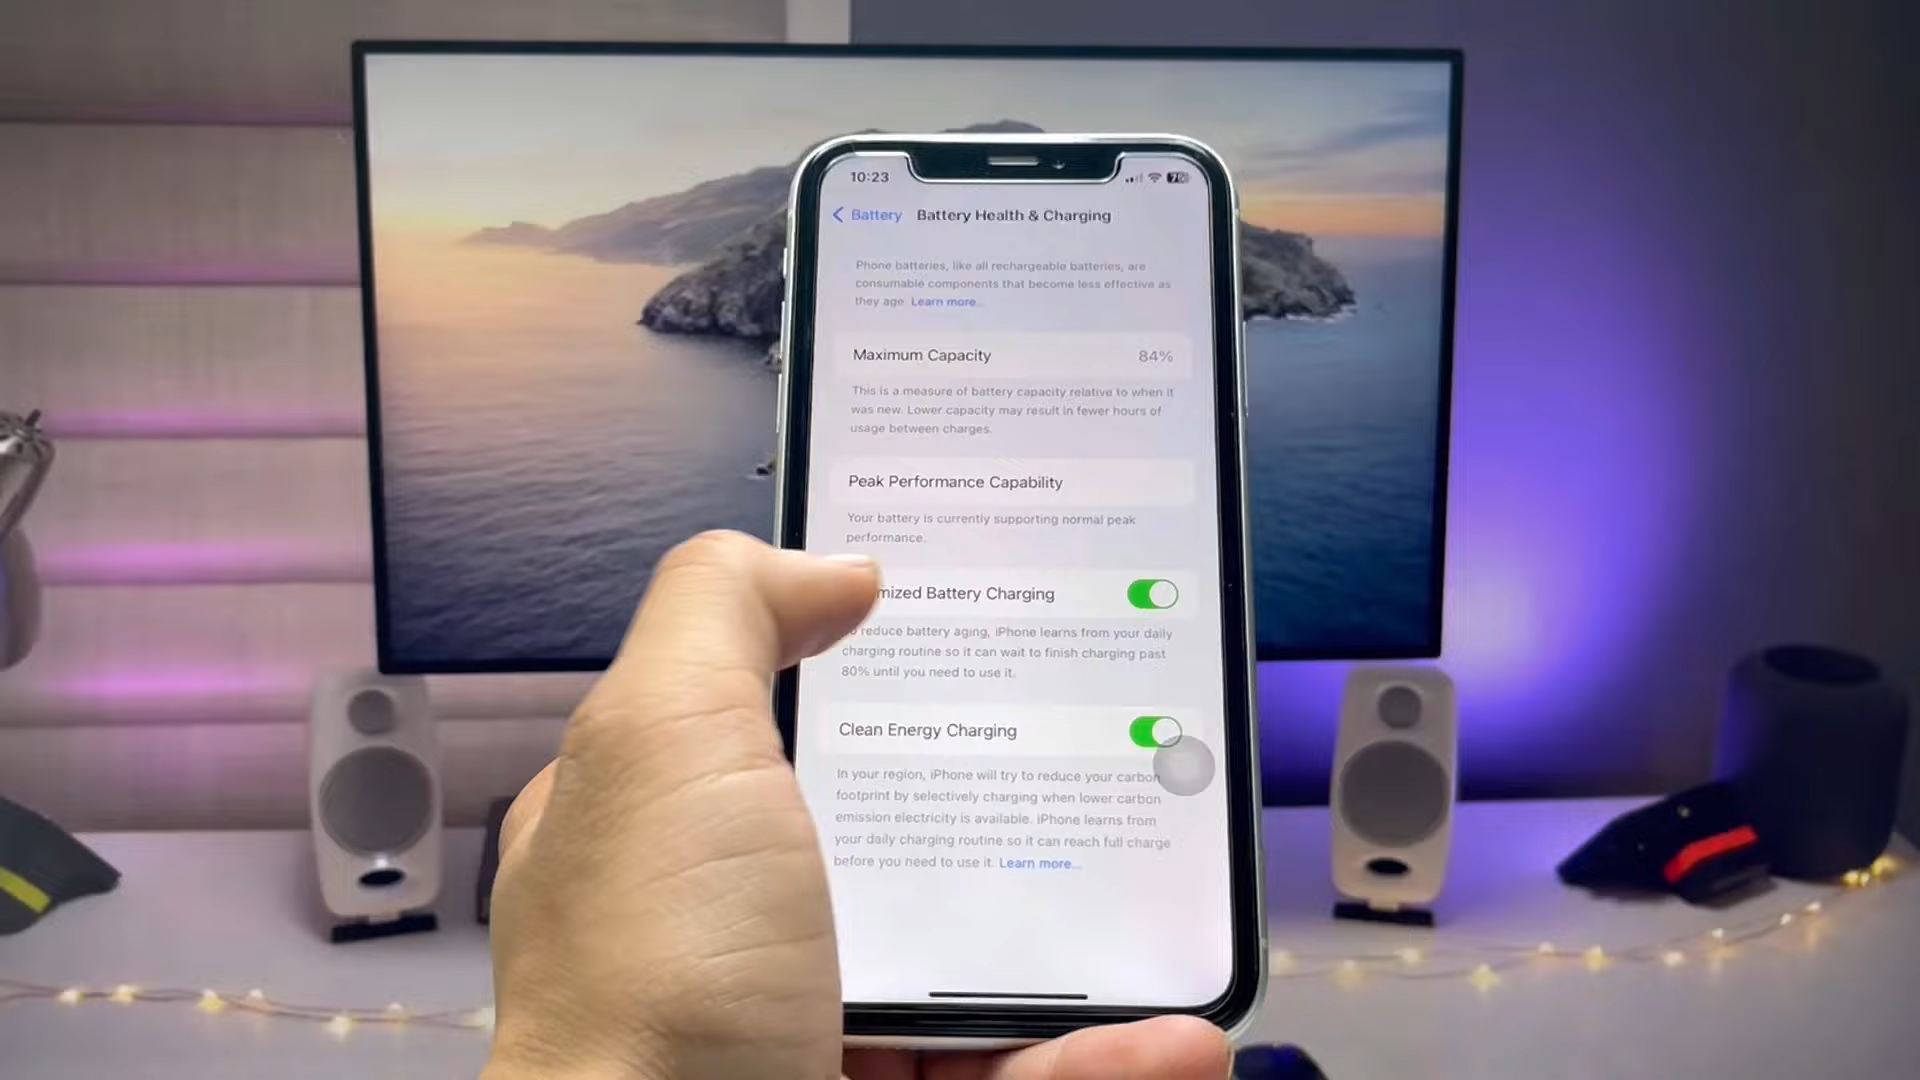 10:23
Battery Battery Health & Charging
Phone batteries, like all rechargeable batteries, are
consumable components that become less effective as
they age. Learn more...
Maximum Capacity 84%
This is a measure of battery capacity relative to when it
was new. Lower capacity may result in fewer hours of
usage between charges.
Peak Performance Capability
Your battery is currently supporting normal peak
performance.
mized Battery Charging
reduce battery aging, iPhone learns from your daily
charging routine so it can wait to finish charging past
80% until you need to use it.
Clean Energy Charging
In your region, iPhone will try to reduce your carbon
footprint by selectively charging when lower carbon
emission electricity is available. iPhone learns from
your daily charging routine so it can reach full charge
before you need to use it. Learn more...